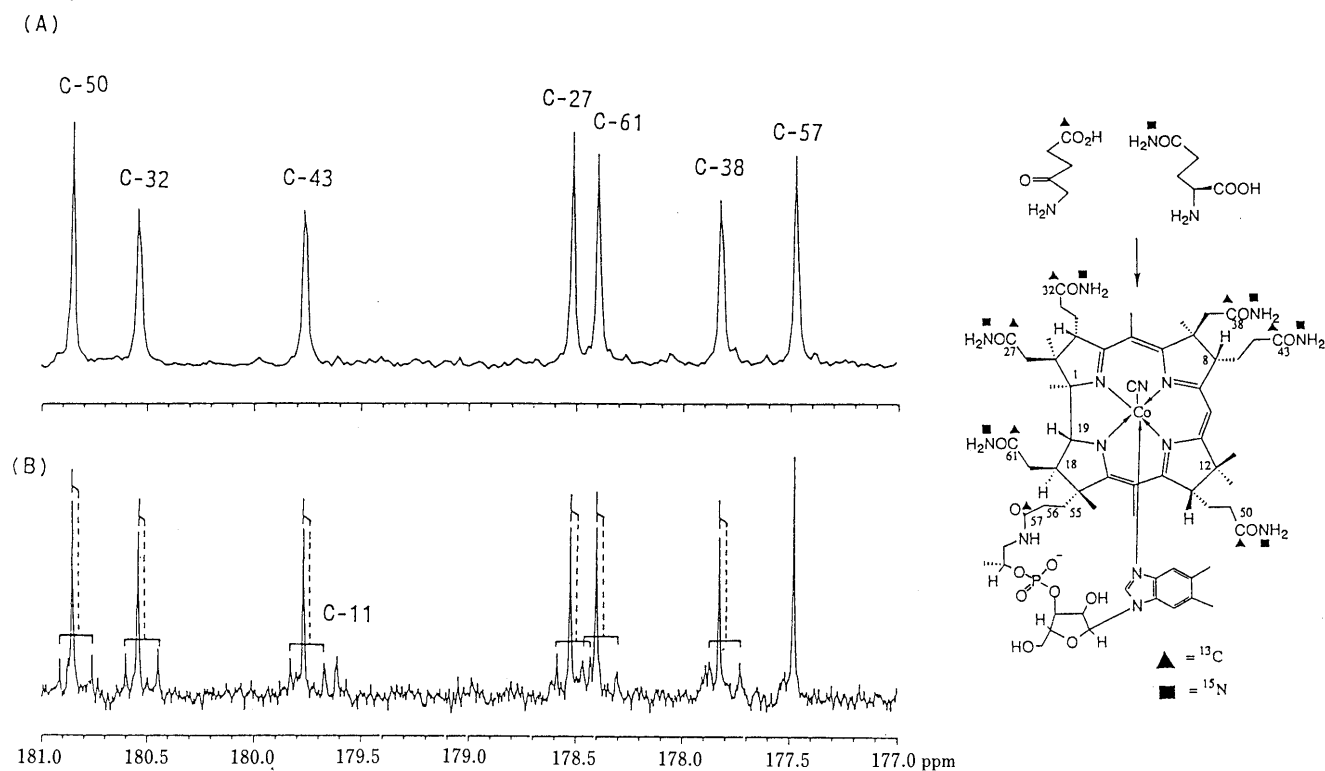 (A)
C-50
C-32
C-43
C-27
C-61
C-38
C-57
(B)
C-11
181.0 180.5 180.0 179.5 179.0 178.5 178.0 177.5 177.0 ppm
CO₂H
O
H₂N
H₂NOC
COOH
H₂N
32
CONH₂
CONH₂
38
H₂NOC
27
H
H
8
CONH₂
43
1
N
N
CN
Co
N
N
H
19
H₂NOC
61
18
12
H
H
O
57
56
55
50
CONH₂
NH
H
O
P
O⁻
O
O
N
N
OH
H
H
HO
O
H
= ¹³C
= ¹⁵N